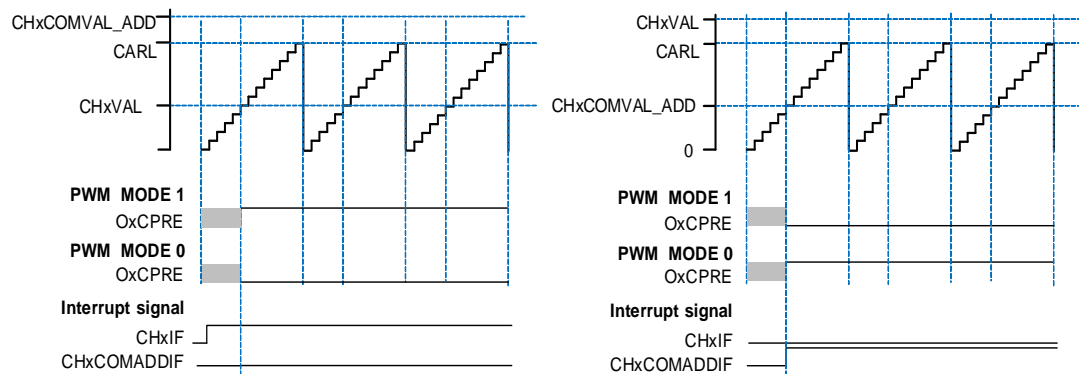 CHxCOMVAL_ADD
CARL
CHxVAL
PWM MODE 1
OxCPRE
PWM MODE 0
OxCPRE
Interrupt signal
CHxIF
CHxCOMADDIF
CHxVAL
CARL
CHxCOMVAL_ADD
0
PWM MODE 1
OxCPRE
PWM MODE 0
OxCPRE
Interrupt signal
CHxIF
CHxCOMADDIF